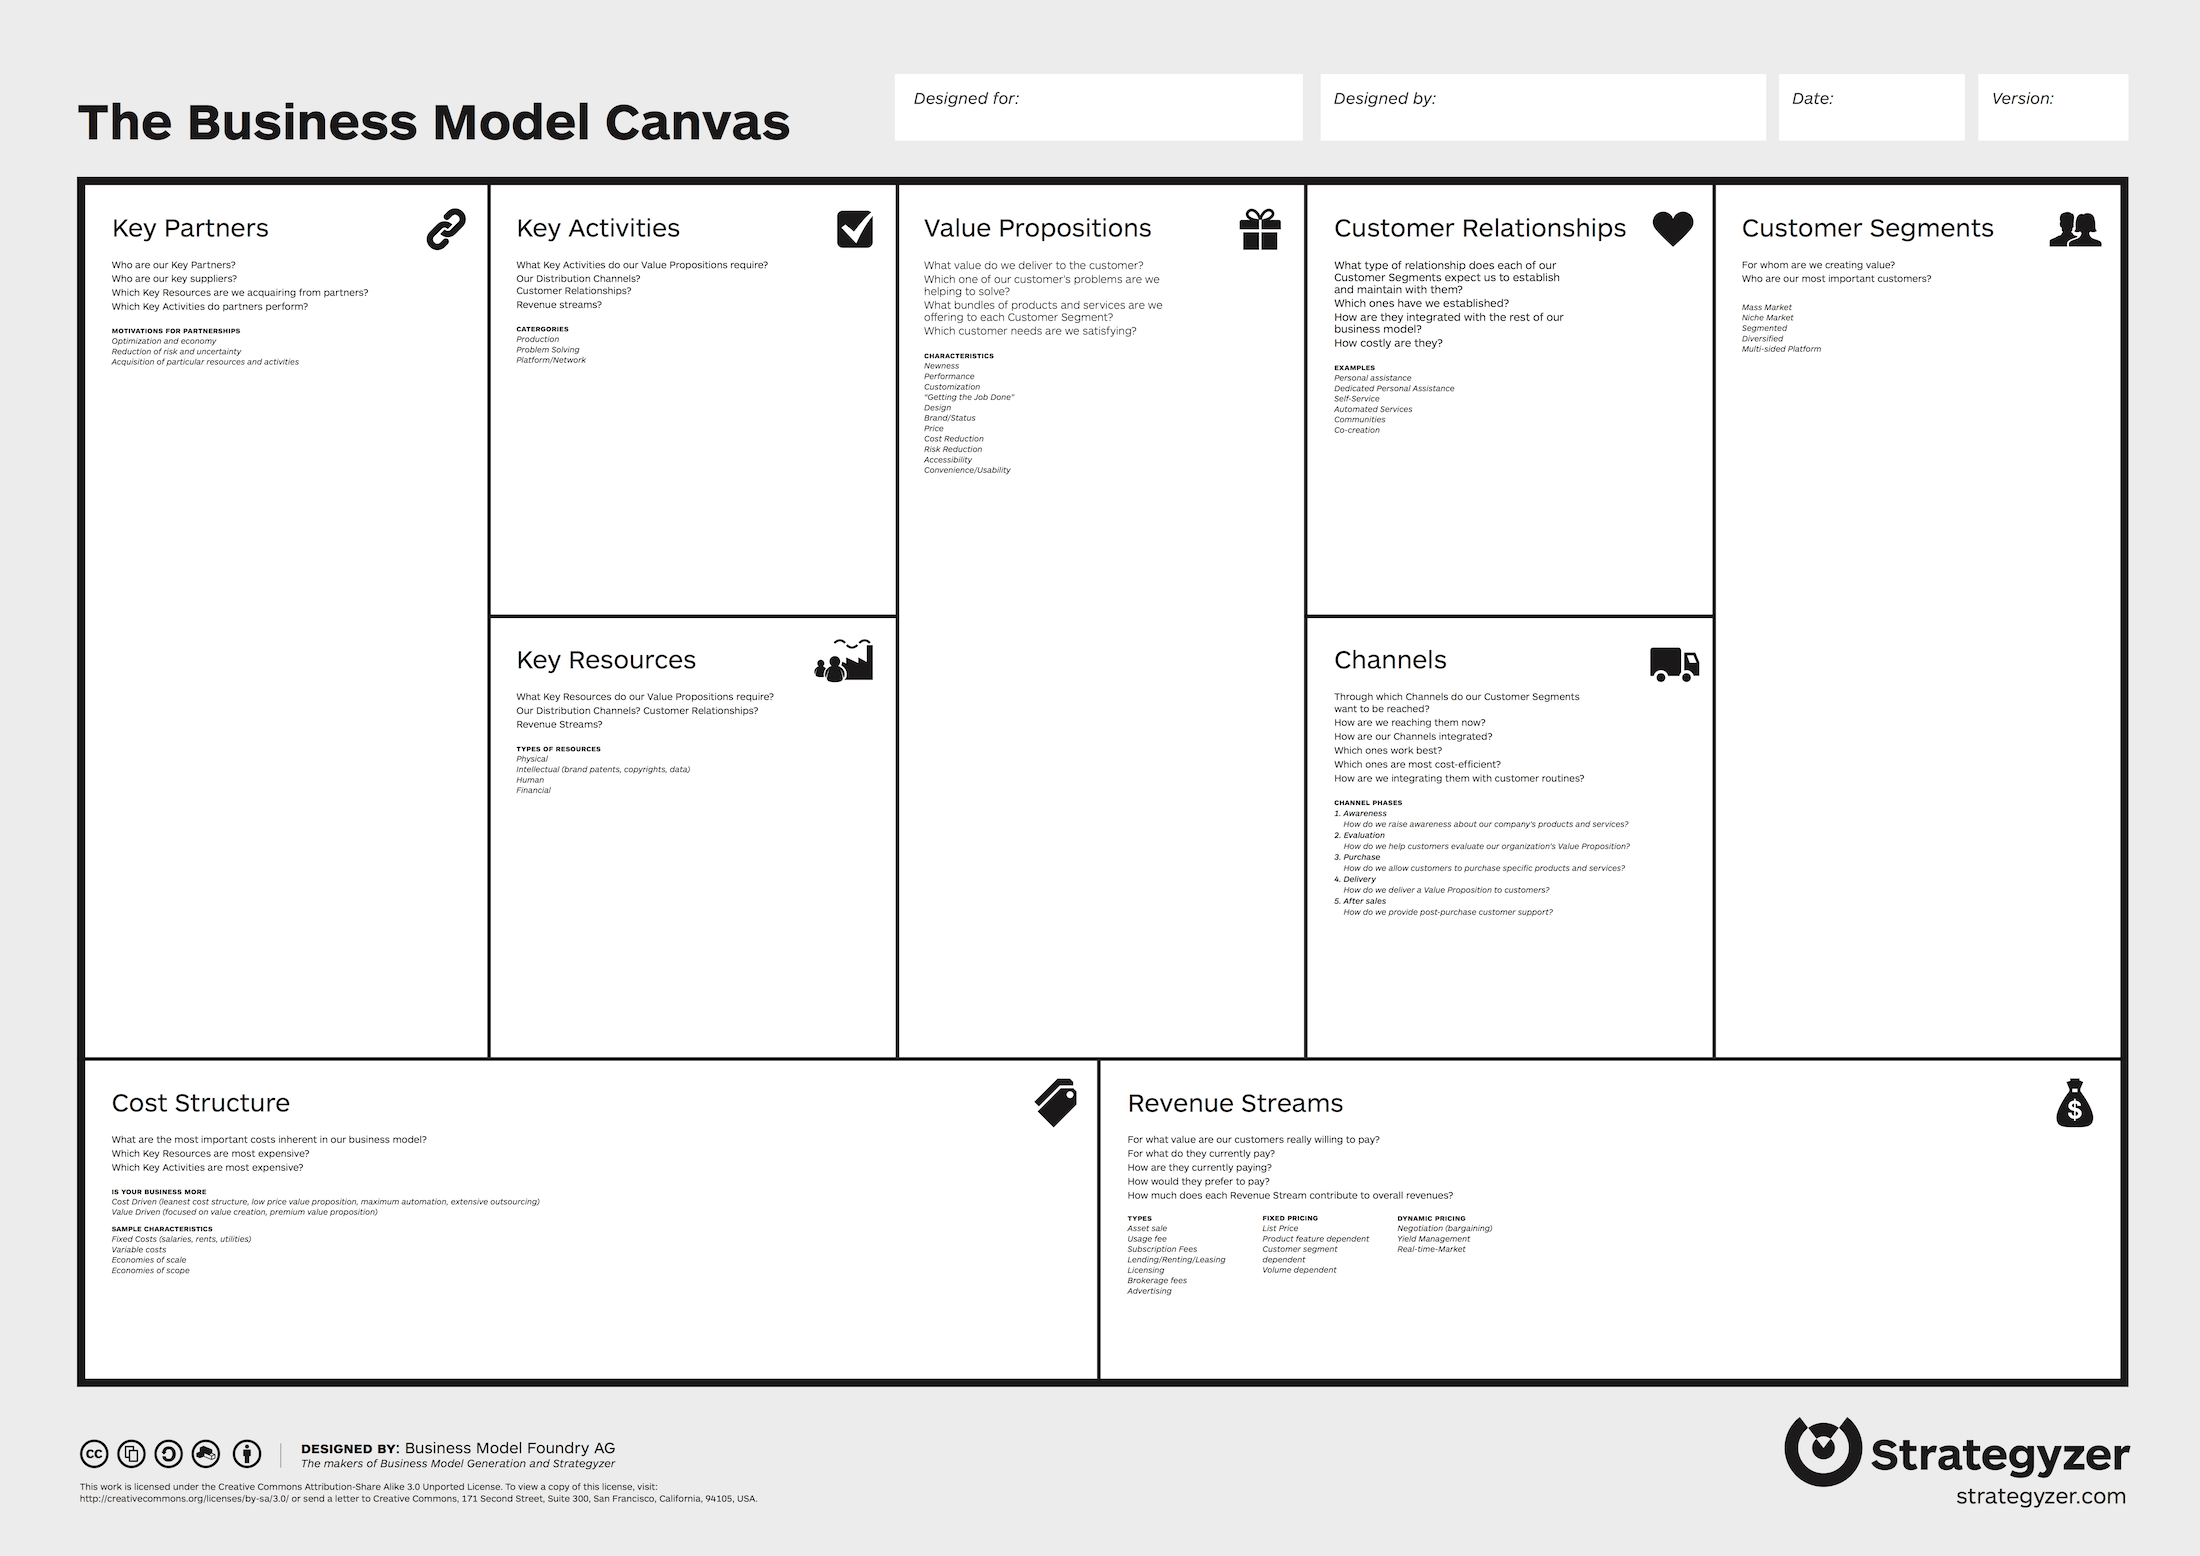 The Business Model Canvas
Designed for:
Designed by:
Date:
Version:
Key Partners
Who are our Key Partners?
Who are our key suppliers?
Which Key Resources are we acquairing from partners?
Which Key Activities do partners perform?
MOTIVATIONS FOR PARTNERSHIPS
Optimization and economy
Reduction of risk and uncertainty
Acquisition of particular resources and activities
Key Activities
What Key Activities do our Value Propositions require?
Our Distribution Channels?
Customer Relationships?
Revenue streams?
CATERGORIES
Production
Problem Solving
Platform/Network
Key Resources
What Key Resources do our Value Propositions require?
Our Distribution Channels? Customer Relationships?
Revenue Streams?
TYPES OF RESOURCES
Physical
Intellectual (brand patents, copyrights, data)
Human
Financial
Value Propositions
What value do we deliver to the customer?
Which one of our customer's problems are we
helping to solve?
What bundles of products and services are we
offering to each Customer Segment?
Which customer needs are we satisfying?
CHARACTERISTICS
Newness
Performance
Customization
"Getting the Job Done"
Design
Brand/Status
Price
Cost Reduction
Risk Reduction
Accessibility
Convenience/Usability
Customer Relationships
What type of relationship does each of our
Customer Segments expect us to establish
and maintain with them?
Which ones have we established?
How are they integrated with the rest of our
business model?
How costly are they?
EXAMPLES
Personal assistance
Dedicated Personal Assistance
Self-Service
Automated Services
Communities
Co-creation
Channels
Through which Channels do our Customer Segments
want to be reached?
How are we reaching them now?
How are our Channels integrated?
Which ones work best?
Which ones are most cost-efficient?
How are we integrating them with customer routines?
CHANNEL PHASES
1. Awareness
How do we raise awareness about our company's products and services?
2. Evaluation
How do we help customers evaluate our organization's Value Proposition?
3. Purchase
How do we allow customers to purchase specific products and services?
4. Delivery
How do we deliver a Value Proposition to customers?
5. After sales
How do we provide post-purchase customer support?
Customer Segments
For whom are we creating value?
Who are our most important customers?
Mass Market
Niche Market
Segmented
Diversified
Multi-sided Platform
Cost Structure
What are the most important costs inherent in our business model?
Which Key Resources are most expensive?
Which Key Activities are most expensive?
IS YOUR BUSINESS MORE
Cost Driven (leanest cost structure, low price value proposition, maximum automation, extensive outsourcing)
Value Driven (focused on value creation, premium value proposition)
SAMPLE CHARACTERISTICS
Fixed Costs (salaries, rents, utilities)
Variable costs
Economies of scale
Economies of scope
Revenue Streams
$
For what value are our customers really willing to pay?
For what do they currently pay?
How are they currently paying?
How would they prefer to pay?
How much does each Revenue Stream contribute to overall revenues?
TYPES
Asset sale
Usage fee
Subscription Fees
Lending/Renting/Leasing
Licensing
Brokerage fees
Advertising
FIXED PRICING
List Price
Product feature dependent
Customer segment
dependent
Volume dependent
DYNAMIC PRICING
Negotiation (bargaining)
Yield Management
Real-time-Market
cc
DESIGNED BY: Business Model Foundry AG
The makers of Business Model Generation and Strategyzer
This work is licensed under the Creative Commons Attribution-Share Alike 3.0 Unported License. To view a copy of this license, visit:
http://creativecommons.org/licenses/by-sa/3.0/ or send a letter to Creative Commons, 171 Second Street, Suite 300, San Francisco, California, 94105, USA.
Strategyzer
strategyzer.com